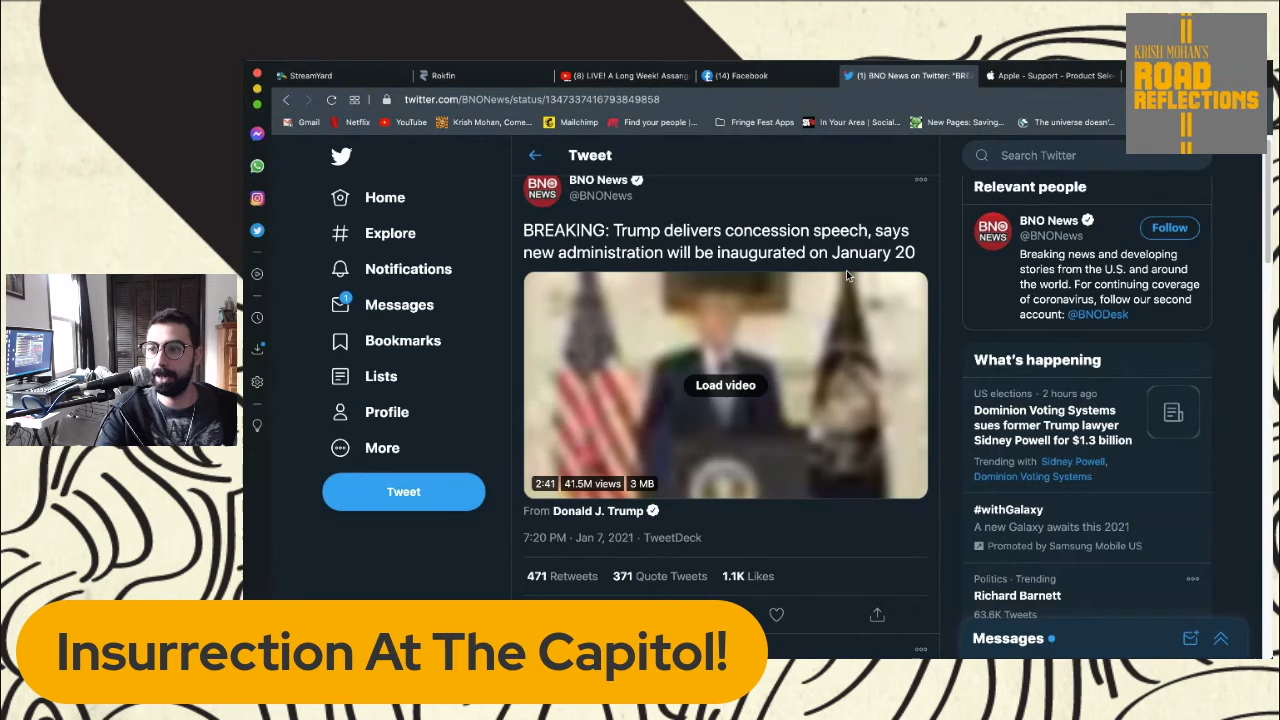 KRISH MOHAN'S
ROAD
REFLECTIONS
StreamYard
Rokfin
(8) LIVE! A Long Week! Assang
(14) Facebook
(1) BNO News on Twitter: "BREA
Apple - Support - Product Sele
twitter.com/BNONews/status/1347337416793849858
Gmail
Netflix
YouTube
Krish Mohan, Come...
Mailchimp
Find your people |...
Fringe Fest Apps
In Your Area | Social...
New Pages: Saving...
The universe doesn'...
Home
Explore
Notifications
1
Messages
Bookmarks
Lists
Profile
More
Tweet
Tweet
BNO
NEWS
BNO News
@BNONews
BREAKING: Trump delivers concession speech, says
new administration will be inaugurated on January 20
Load video
2:41 41.5M views 3 MB
From Donald J. Trump
7:20 PM · Jan 7, 2021 · TweetDeck
471 Retweets 371 Quote Tweets 1.1K Likes
Search Twitter
Relevant people
BNO
NEWS
BNO News
@BNONews
Follow
Breaking news and developing
stories from the U.S. and around
the world. For continuing coverage
of coronavirus, follow our second
account: @BNODesk
What's happening
US elections · 2 hours ago
Dominion Voting Systems
sues former Trump lawyer
Sidney Powell for $1.3 billion
Trending with Sidney Powell,
Dominion Voting Systems
#withGalaxy
A new Galaxy awaits this 2021
Promoted by Samsung Mobile US
Politics · Trending
Richard Barnett
63.6K Tweets
Messages
Insurrection At The Capitol!